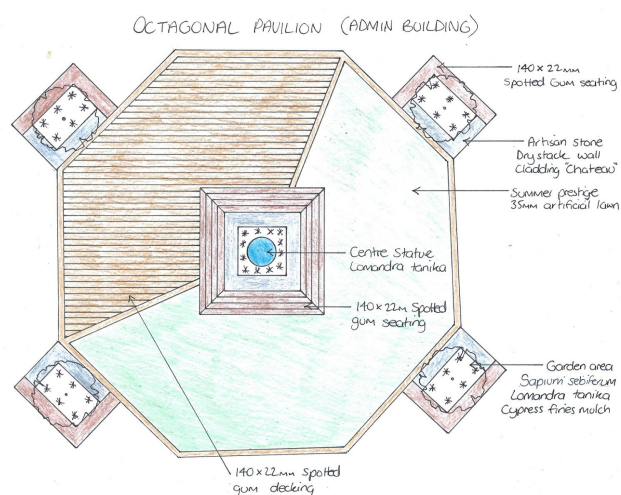 OCTAGONAL PAVILION (ADMIN BUILDING)
140 x 22mm
Spotted Gum seating
Artisan stone
Drystack wall
Cladding "Chateau"
Summer prestige
35mm artificial lawn
Centre Statue
Lomandra tanika
140 x 22m Spotted
gum seating
Garden area
Sapium sebiferum
Lomandra tanika
Cypress fines mulch
140 x 22mm spotted
gum decking